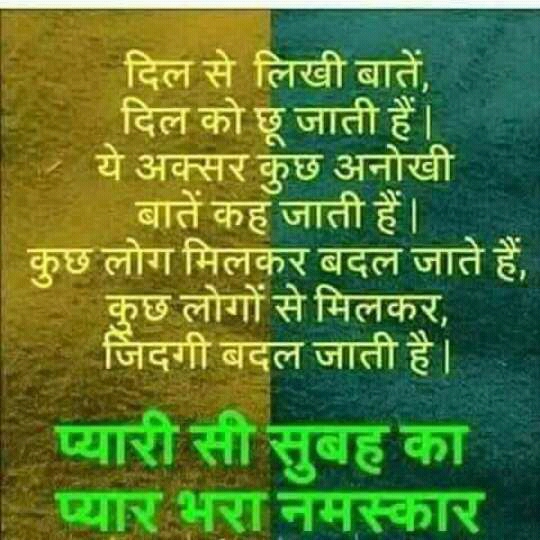 दिल से लिखी बातें,
दिल को छू जाती हैं|
ये अक्सर कुछ अनोखी
बातें कह जाती हैं|
कुछ लोग मिलकर बदल जाते हैं,
कुछ लोगों से मिलकर,
जिंदगी बदल जाती है|
प्यारी सी सुबह का
प्यार भरा नमस्कार